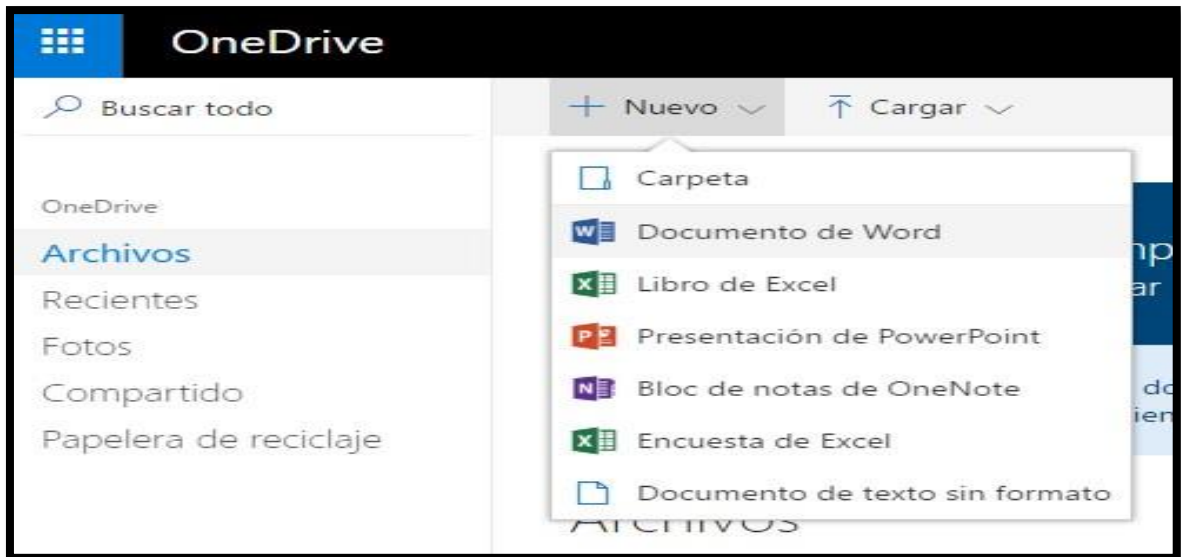 OneDrive
Buscar todo
Nuevo
Cargar
OneDrive
Archivos
Recientes
Fotos
Compartido
Papelera de reciclaje
Carpeta
Documento de Word
Libro de Excel
Presentación de PowerPoint
Bloc de notas de OneNote
Encuesta de Excel
Documento de texto sin formato
Archivos